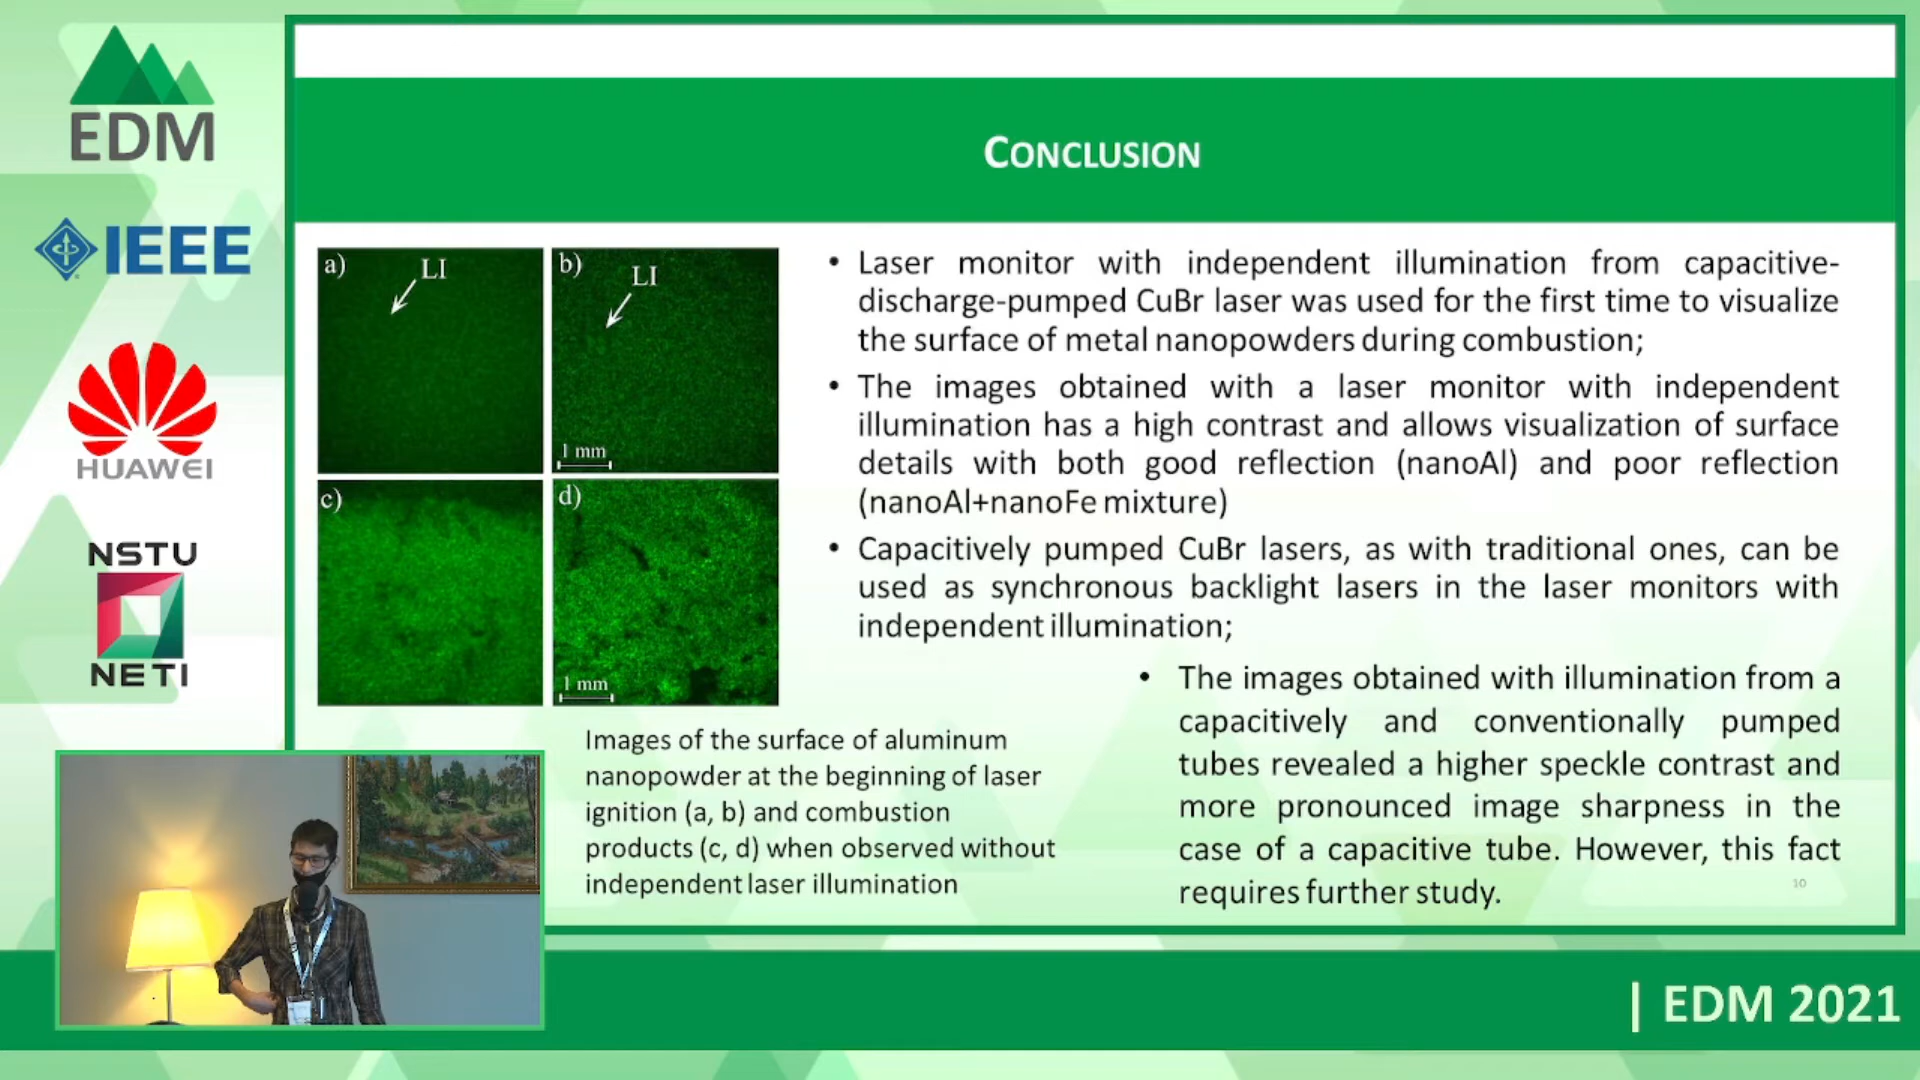 EDM
IEEE
HUAWEI
NSTU
NETI
CONCLUSION
a)
LI
b)
LI
1 mm
c)
d)
1 mm
Images of the surface of aluminum
nanopowder at the beginning of laser
ignition (a, b) and combustion
products (c, d) when observed without
independent laser illumination
• Laser monitor with independent illumination from capacitive-
discharge-pumped CuBr laser was used for the first time to visualize
the surface of metal nanopowders during combustion;
• The images obtained with a laser monitor with independent
illumination has a high contrast and allows visualization of surface
details with both good reflection (nanoAl) and poor reflection
(nanoAl+nanoFe mixture)
• Capacitively pumped CuBr lasers, as with traditional ones, can be
used as synchronous backlight lasers in the laser monitors with
independent illumination;
• The images obtained with illumination from a
capacitively and conventionally pumped
tubes revealed a higher speckle contrast and
more pronounced image sharpness in the
case of a capacitive tube. However, this fact
requires further study.
10
| EDM 2021